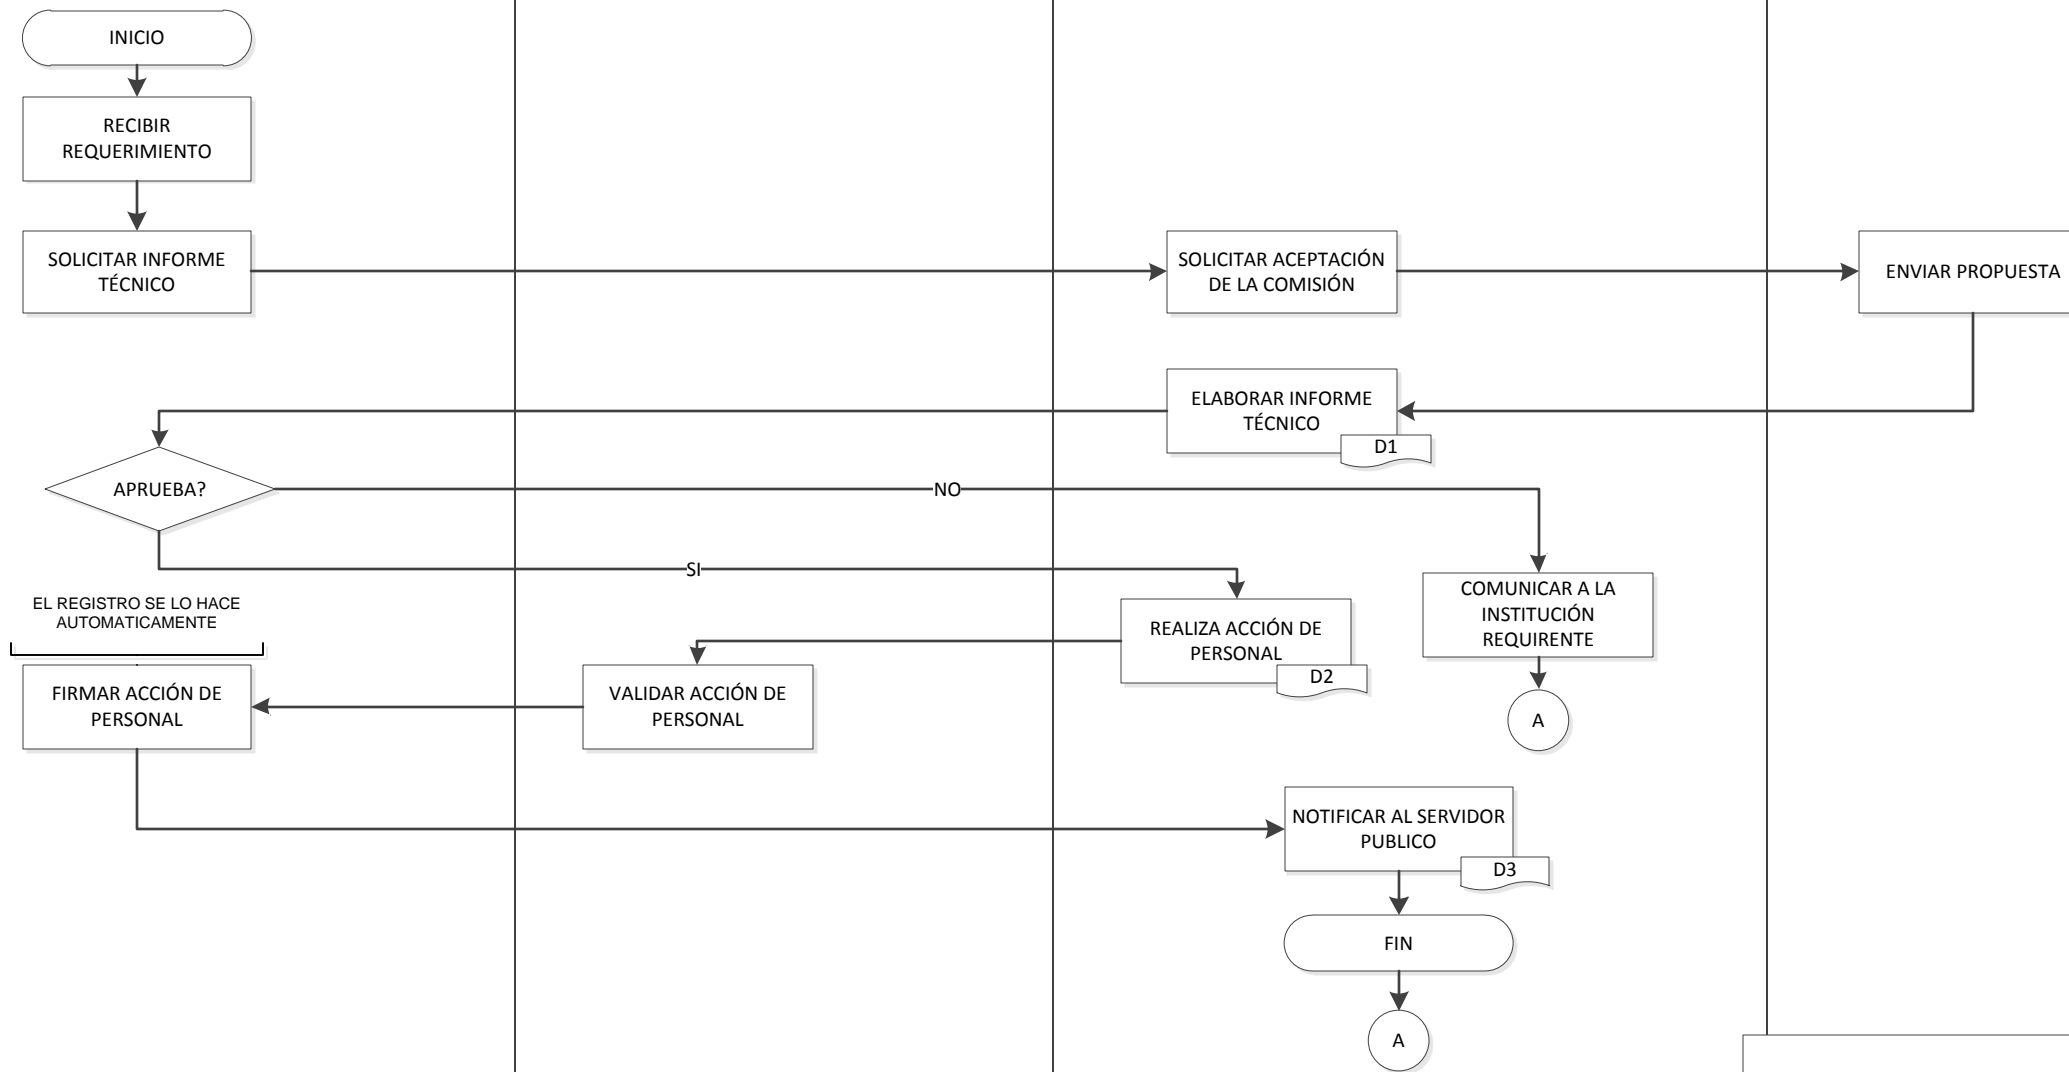 INICIO
RECIBIR
REQUERIMIENTO
SOLICITAR INFORME
TÉCNICO
SOLICITAR ACEPTACIÓN
DE LA COMISIÓN
ENVIAR PROPUESTA
ELABORAR INFORME
TÉCNICO
D1
APRUEBA?
NO
SI
EL REGISTRO SE LO HACE
AUTOMATICAMENTE
COMUNICAR A LA
INSTITUCÓN
REQUIRENTE
REALIZA ACCIÓN DE
PERSONAL
D2
FIRMAR ACCIÓN DE
PERSONAL
VALIDAR ACCIÓN DE
PERSONAL
A
NOTIFICAR AL SERVIDOR
PUBLICO
D3
FIN
A